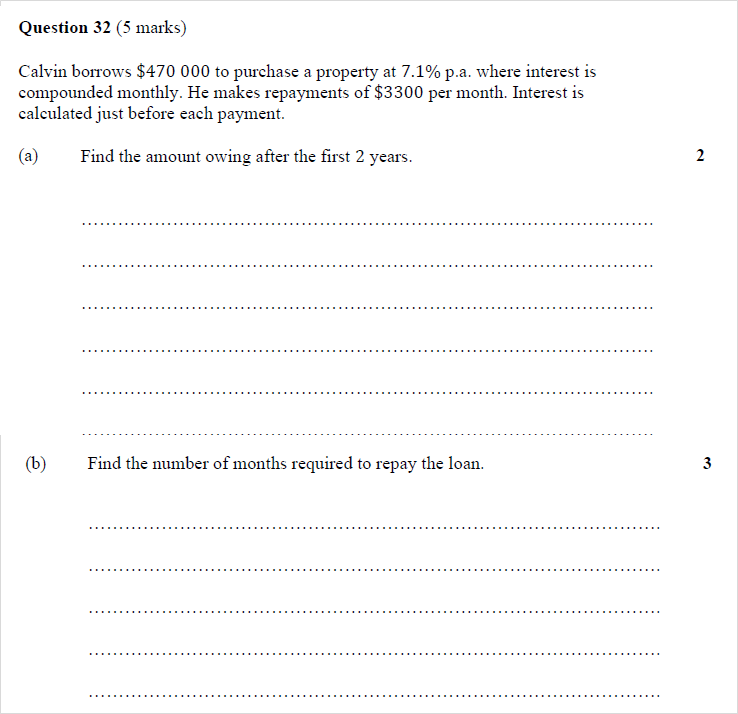 Question 32 (5 marks)
Calvin borrows $470 000 to purchase a property at 7.1% p.a. where interest is
compounded monthly. He makes repayments of $3300 per month. Interest is
calculated just before each payment.
(a) Find the amount owing after the first 2 years. 2
(b) Find the number of months required to repay the loan. 3